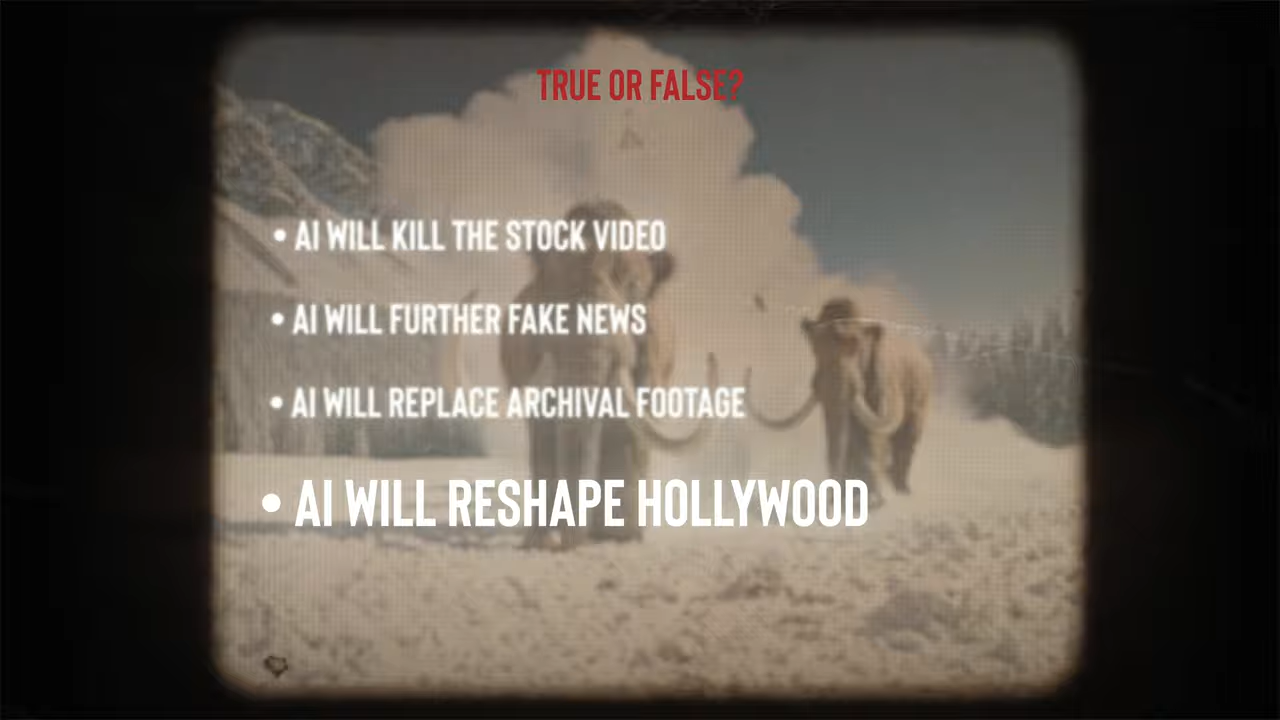 TRUE OR FALSE?
• AI WILL KILL THE STOCK VIDEO
• AI WILL FURTHER FAKE NEWS
• AI WILL REPLACE ARCHIVAL FOOTAGE
• AI WILL RESHAPE HOLLYWOOD